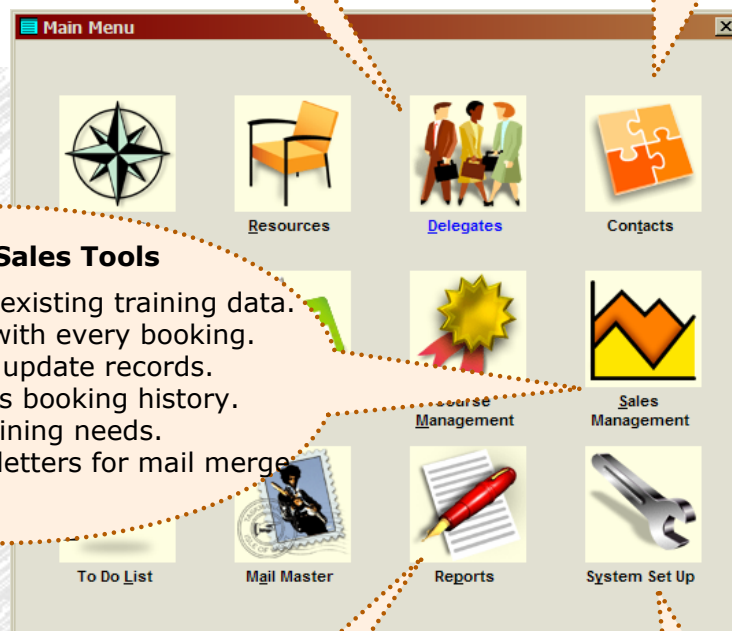 Main Menu
Resources
Delegates
Contacts
Sales Tools
existing training data.
with every booking.
update records.
s booking history.
ining needs.
letters for mail merge
Course
Management
Sales
Management
To Do List
Mail Master
Reports
System Set Up